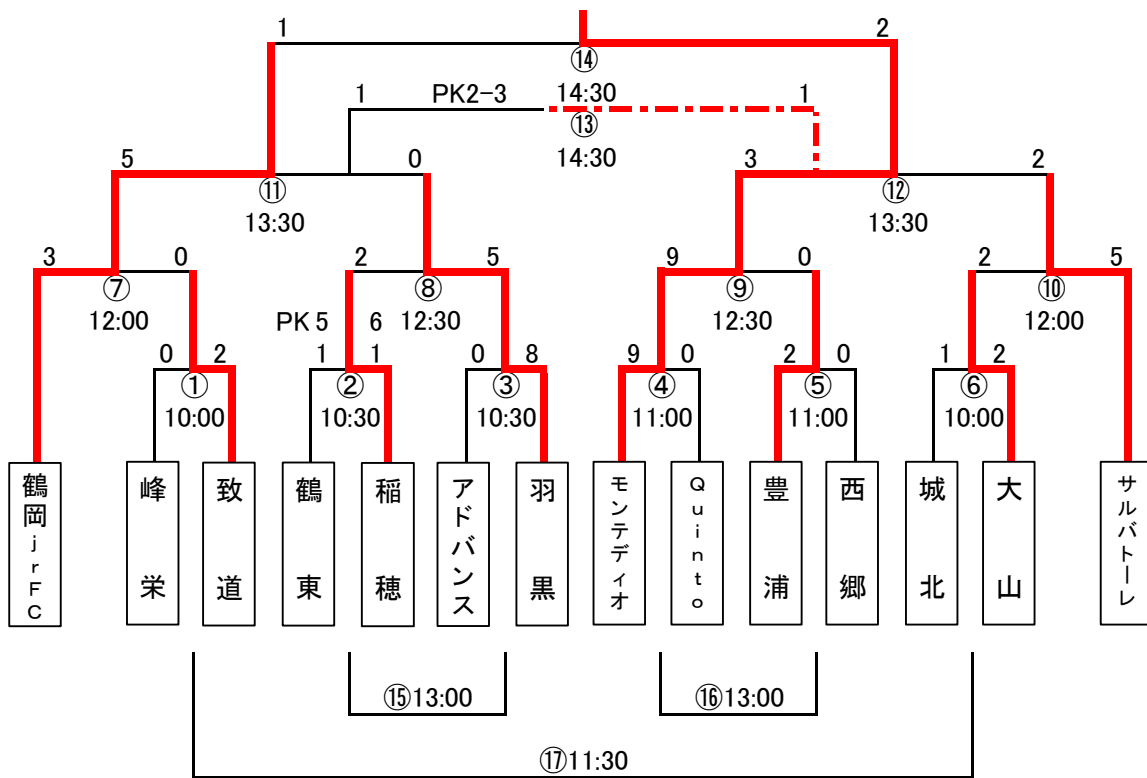 1 2
⑭
1 PK2-3 14:30 1
⑬
5 0 14:30 3 2
⑪ ⑫
13:30 13:30
3 0 2 5 9 0 2 5
⑦ ⑧ ⑨ ⑩
12:00 PK 5 6 12:30 12:30 12:00
0 2 1 1 0 8 9 0 2 0 1 2
① ② ③ ④ ⑤ ⑥
10:00 10:30 10:30 11:00 11:00 10:00
鶴岡jrFC
峰栄
致道
鶴東
稲穂
アドバンス
羽黒
モンテディオ
Quinto
豊浦
西郷
城北
大山
サルバトーレ
⑮13:00 ⑯13:00
⑰11:30